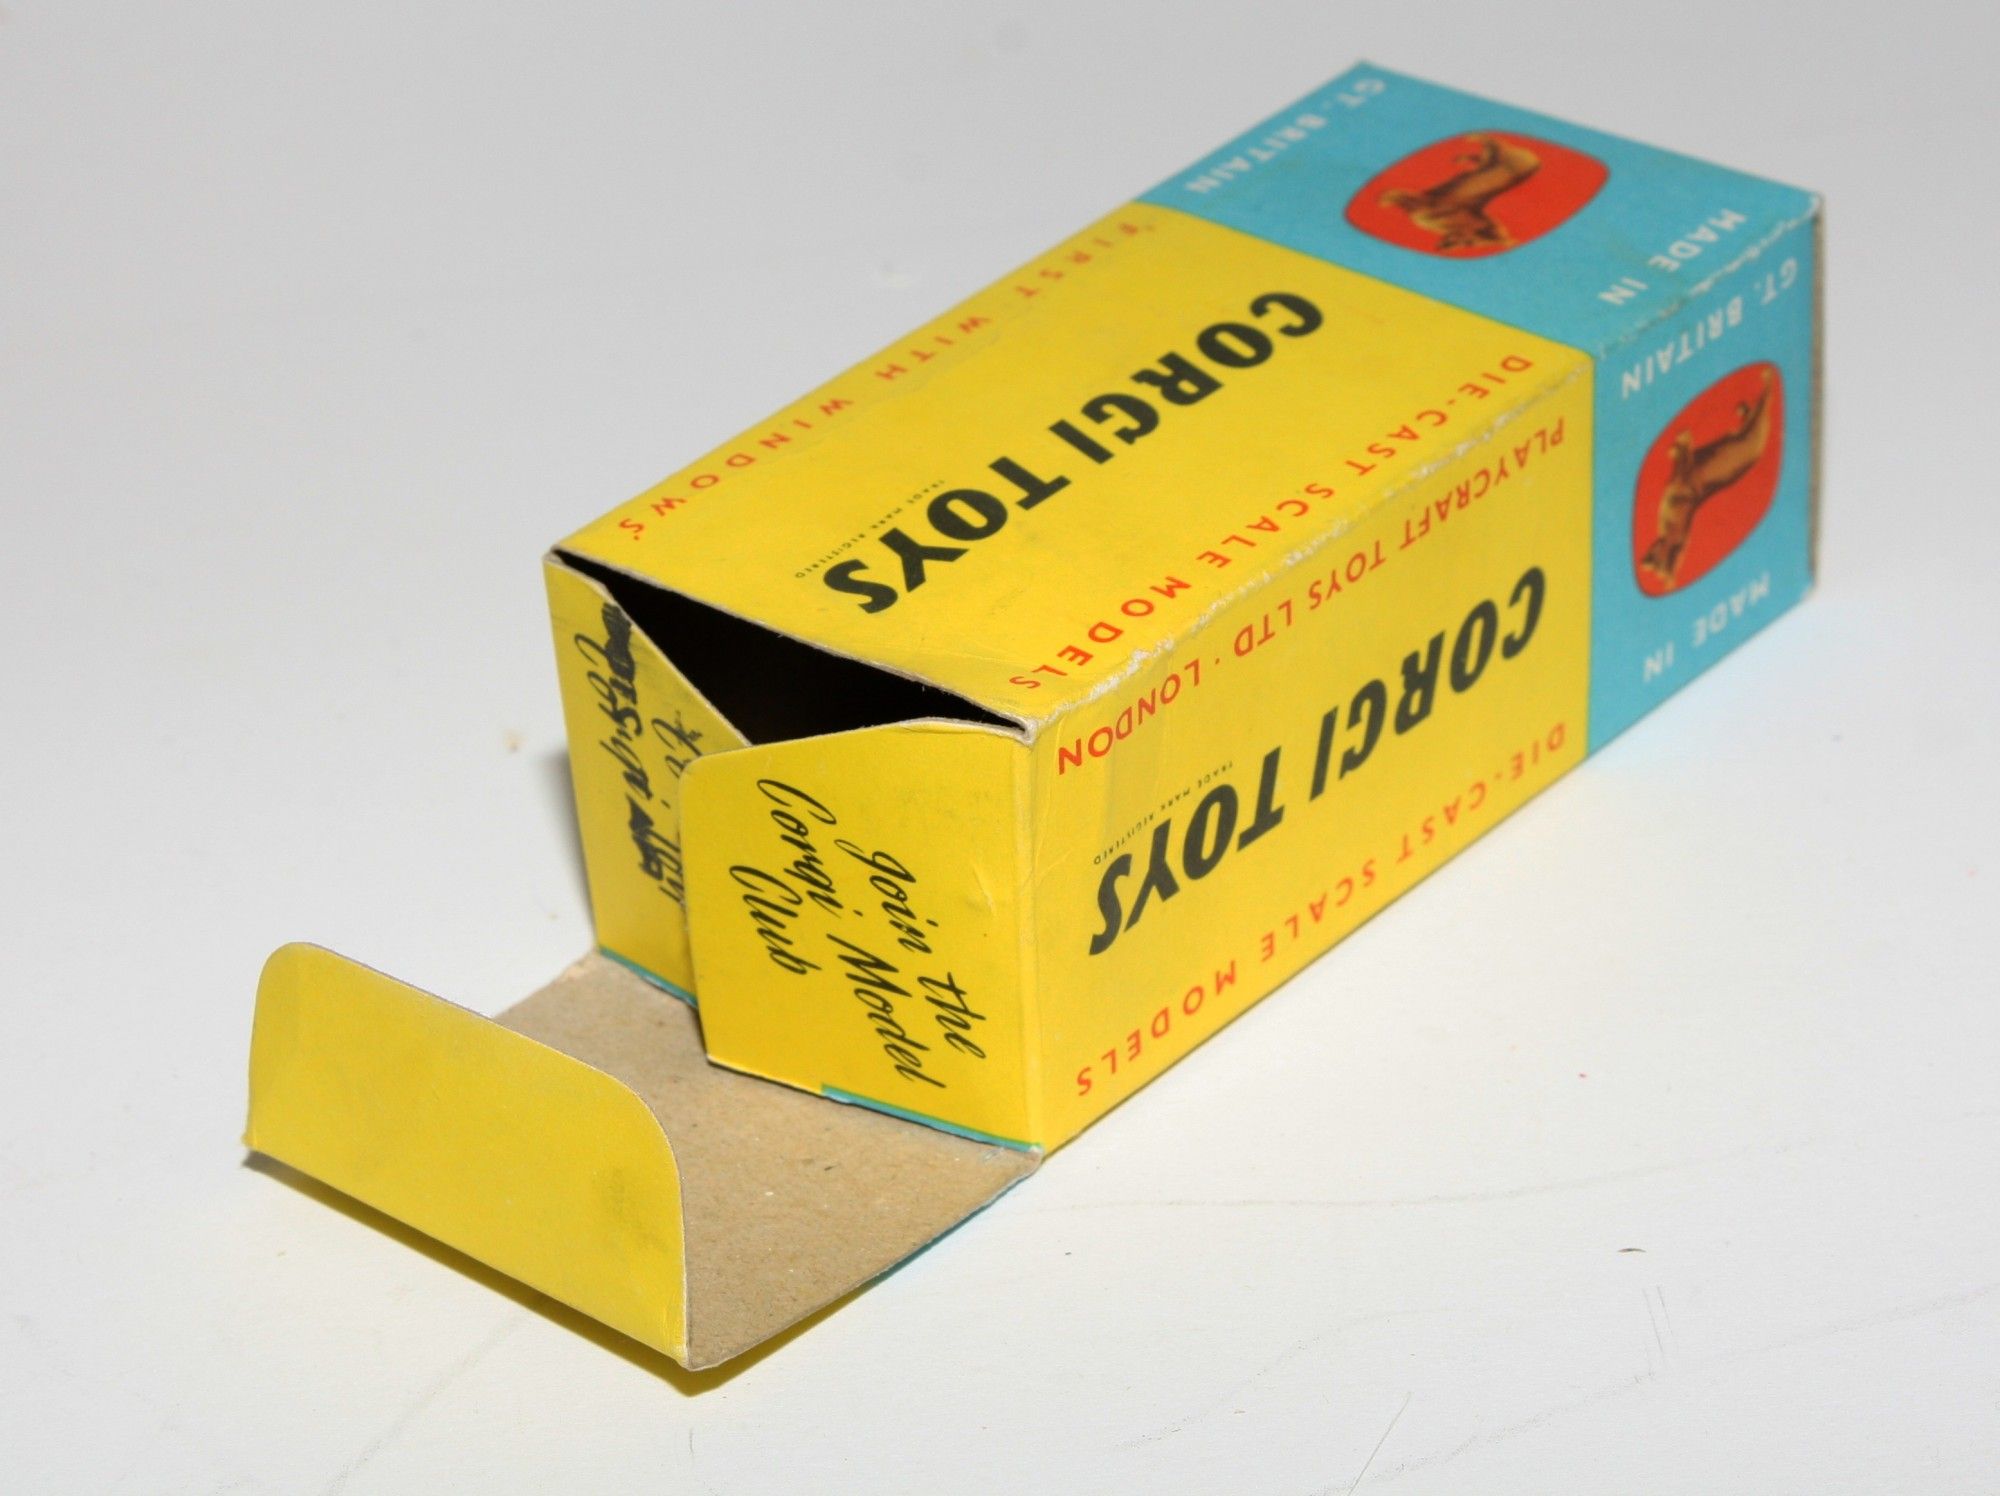 'FIRST WITH WINDOWS'
CORGI TOYS
TRADE MARK REGISTERED
DIE-CAST SCALE MODELS
MADE IN
GT. BRITAIN
PLAYCRAFT TOYS LTD · LONDON
CORGI TOYS
TRADE MARK REGISTERED
DIE-CAST SCALE MODELS
MADE IN
GT. BRITAIN
Join the
Corgi Model
Club